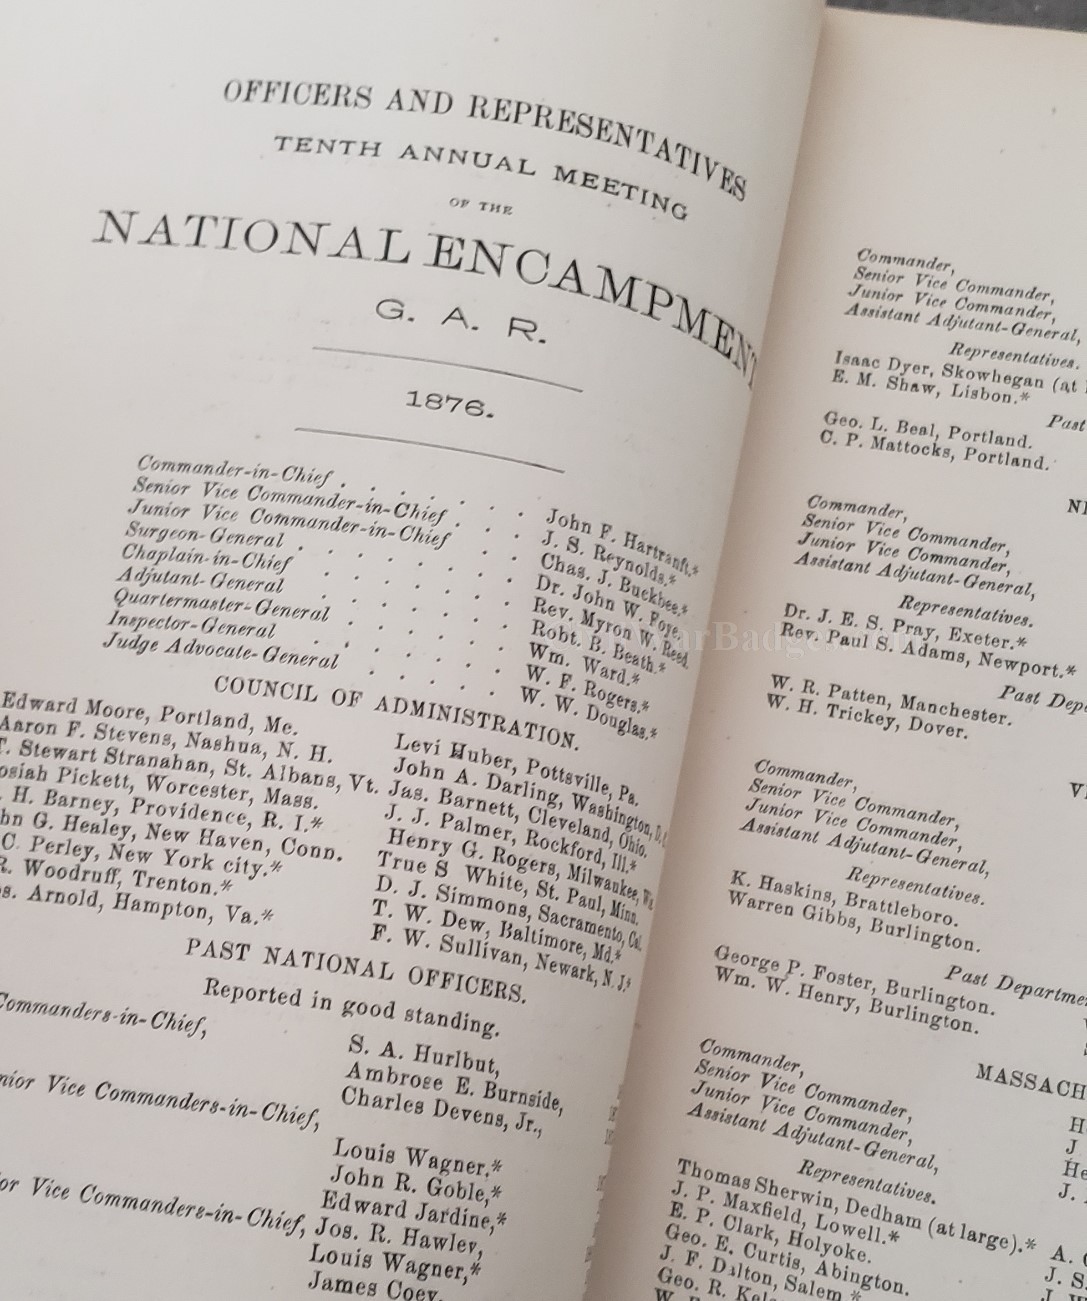 OFFICERS AND REPRESENTATIVES
TENTH ANNUAL MEETING
OF THE
NATIONAL ENCAMPMENT
G. A. R.
1876.
Commander-in-Chief . . . . . . . John F. Hartranft.*
Senior Vice Commander-in-Chief . . . J. S. Reynolds.*
Junior Vice Commander-in-Chief . . . Chas. J. Buckbee.*
Surgeon-General . . . . . . . . Dr. John W. Foye.
Chaplain-in-Chief . . . . . . . Rev. Myron W. Reed.
Adjutant-General . . . . . . . Robt. B. Beath.*
Quartermaster-General . . . . . . Wm. Ward.*
Inspector-General . . . . . . . W. F. Rogers.*
Judge Advocate-General . . . . . . W. W. Douglas.*
COUNCIL OF ADMINISTRATION.
Edward Moore, Portland, Me.
Aaron F. Stevens, Nashua, N. H.
T. Stewart Stranahan, St. Albans, Vt.
osiah Pickett, Worcester, Mass.
. H. Barney, Providence, R. I.*
hn G. Healey, New Haven, Conn.
C. Perley, New York city.*
R. Woodruff, Trenton.*
s. Arnold, Hampton, Va.*
Levi Huber, Pottsville, Pa.
John A. Darling, Washington, D. C.
Jas. Barnett, Cleveland, Ohio.
J. J. Palmer, Rockford, Ill.*
Henry G. Rogers, Milwaukee, Wis.
True S White, St. Paul, Minn.
D. J. Simmons, Sacramento, Cal.
T. W. Dew, Baltimore, Md.*
F. W. Sullivan, Newark, N. J.*
PAST NATIONAL OFFICERS.
Reported in good standing.
Commanders-in-Chief,
S. A. Hurlbut,
Ambrose E. Burnside,
Charles Devens, Jr.,
nior Vice Commanders-in-Chief,
Louis Wagner,*
John R. Goble,*
Edward Jardine,*
or Vice Commanders-in-Chief, Jos. R. Hawley,
Louis Wagner,*
James Coey,
Commander,
Senior Vice Commander,
Junior Vice Commander,
Assistant Adjutant-General,
Representatives.
Isaac Dyer, Skowhegan (at
E. M. Shaw, Lisbon.*
Past
Geo. L. Beal, Portland.
C. P. Mattocks, Portland.
Commander,
Senior Vice Commander,
Junior Vice Commander,
Assistant Adjutant-General,
Representatives.
Dr. J. E. S. Pray, Exeter.*
Rev. Paul S. Adams, Newport.*
Past Dep
W. R. Patten, Manchester.
W. H. Trickey, Dover.
Commander,
Senior Vice Commander,
Junior Vice Commander,
Assistant Adjutant-General,
Representatives.
K. Haskins, Brattleboro.
Warren Gibbs, Burlington.
Past Departme
George P. Foster, Burlington.
Wm. W. Henry, Burlington.
MASSACH
Commander,
Senior Vice Commander,
Junior Vice Commander,
Assistant Adjutant-General,
Representatives.
Thomas Sherwin, Dedham (at large).*
J. P. Maxfield, Lowell.*
E. P. Clark, Holyoke.
Geo. E. Curtis, Abington.
J. F. Dalton, Salem.*
Geo. R.